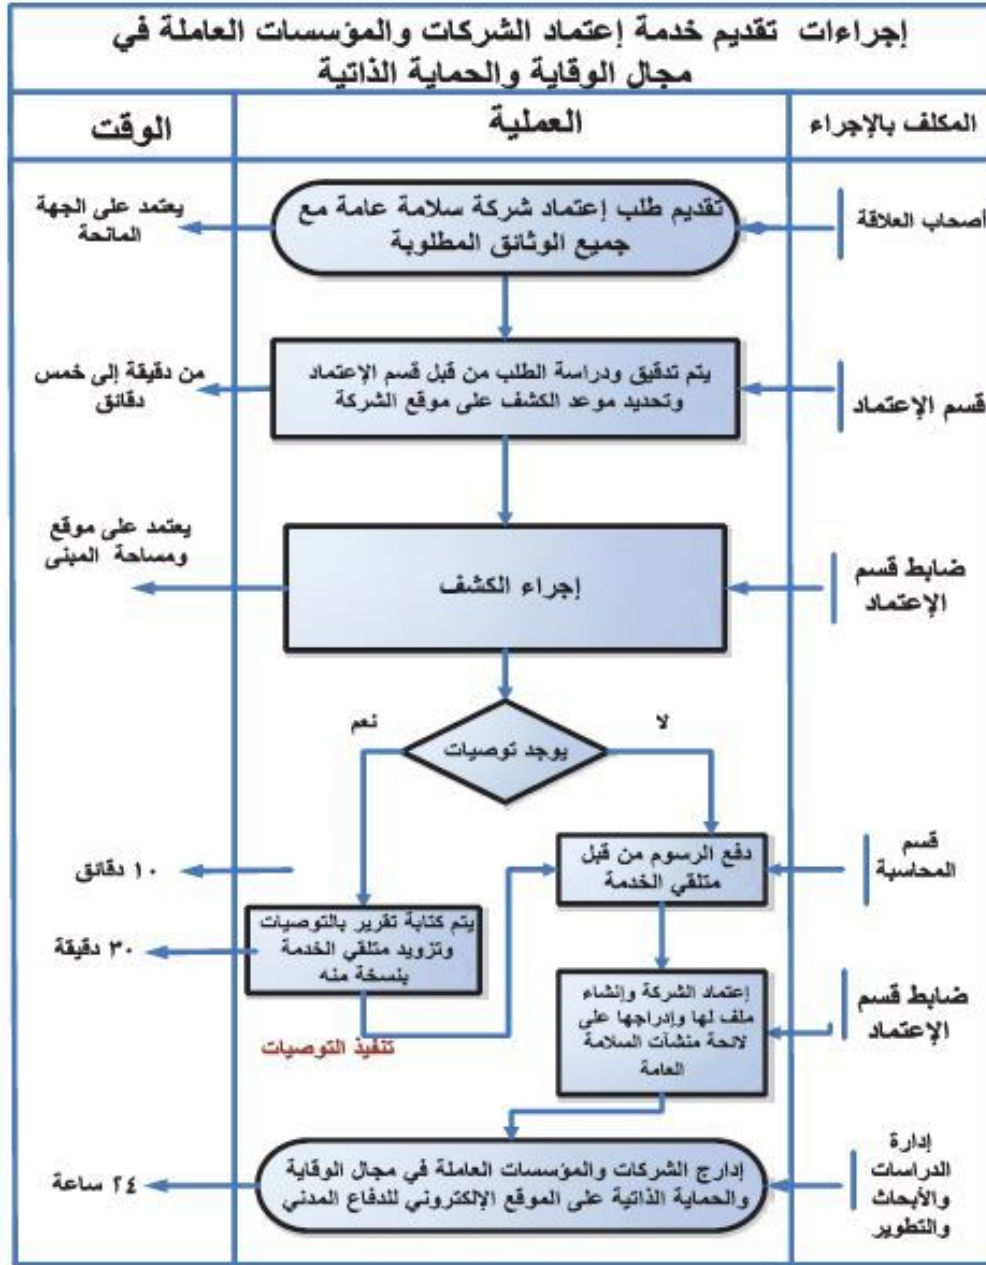 إجراءات تقديم خدمة إعتماد الشركات والمؤسسات العاملة في
مجال الوقاية والحماية الذاتية
المكلف بالإجراء
العملية
الوقت
أصحاب العلاقة
تقديم طلب إعتماد شركة سلامة عامة مع
جميع الوثائق المطلوبة
يعتمد على الجهة
المانحة
قسم الإعتماد
يتم تدقيق ودراسة الطلب من قبل قسم الإعتماد
وتحديد موعد الكشف على موقع الشركة
من دقيقة إلى خمس
دقائق
ضابط قسم
الإعتماد
إجراء الكشف
يعتمد على موقع
ومساحة المبنى
يوجد توصيات
لا
نعم
قسم
المحاسبة
دفع الرسوم من قبل
متلقي الخدمة
١٠ دقائق
يتم كتابة تقرير بالتوصيات
وتزويد متلقي الخدمة
بنسخة منه
٣٠ دقيقة
تنفيذ التوصيات
ضابط قسم
الإعتماد
إعتماد الشركة وإنشاء
ملف لها وإدراجها على
لائحة منشآت السلامة
العامة
إدارة
الدراسات
والأبحاث
والتطوير
إدارج الشركات والمؤسسات العاملة في مجال الوقاية
والحماية الذاتية على الموقع الإلكتروني للدفاع المدني
٢٤ ساعة